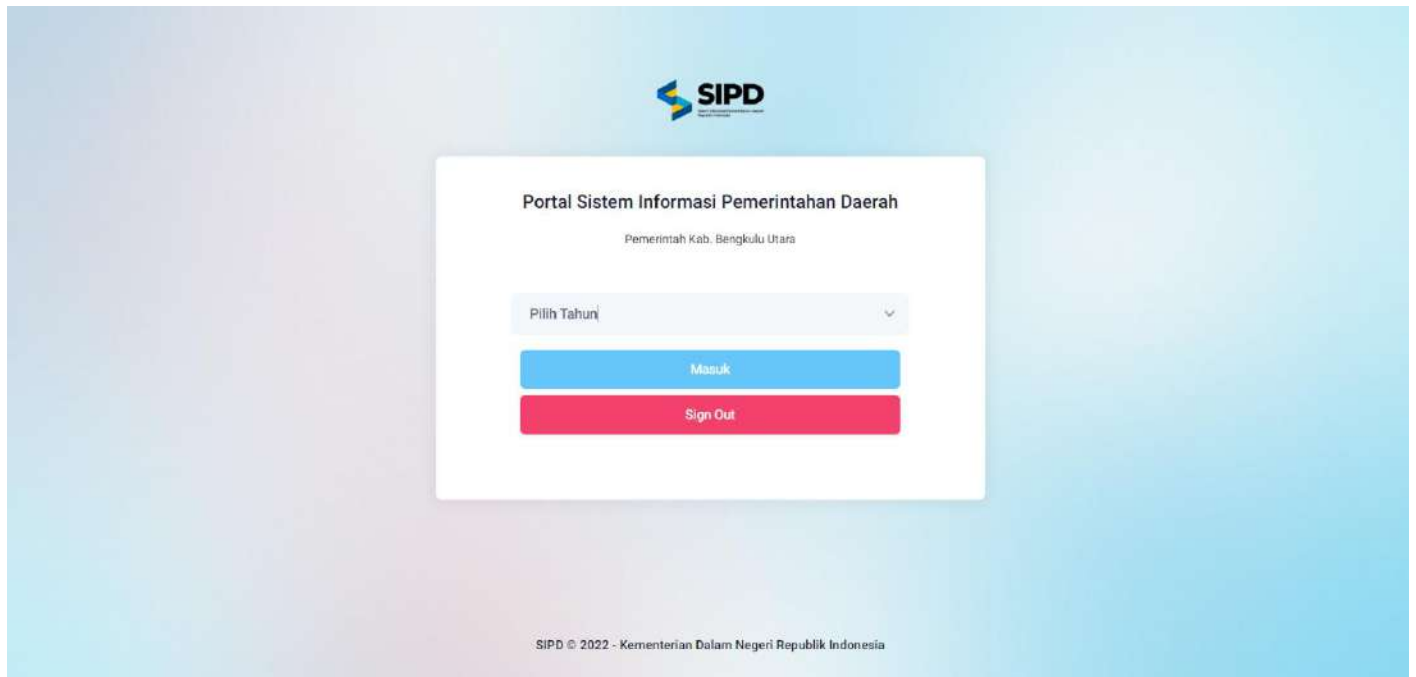 SIPD
Portal Sistem Informasi Pemerintahan Daerah
Pemerintah Kab. Bengkulu Utara
Pilih Tahun
Masuk
Sign Out
SIPD © 2022 - Kementerian Dalam Negeri Republik Indonesia